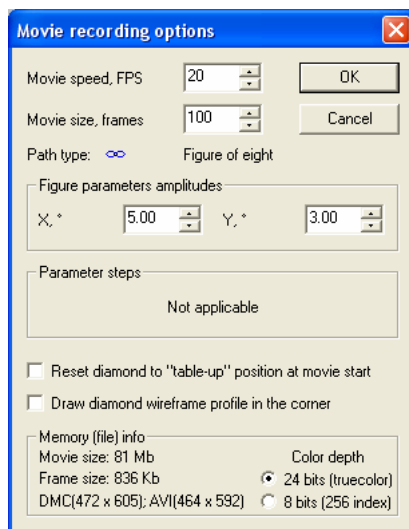 Movie recording options
Movie speed, FPS 20 OK
Movie size, frames 100 Cancel
Path type: Figure of eight
Figure parameters amplitudes
X, ° 5.00 Y, ° 3.00
Parameter steps
Not applicable
Reset diamond to "table-up" position at movie start
Draw diamond wireframe profile in the corner
Memory (file) info
Movie size: 81 Mb Color depth
Frame size: 836 Kb 24 bits (truecolor)
DMC(472 x 605); AVI(464 x 592) 8 bits (256 index)